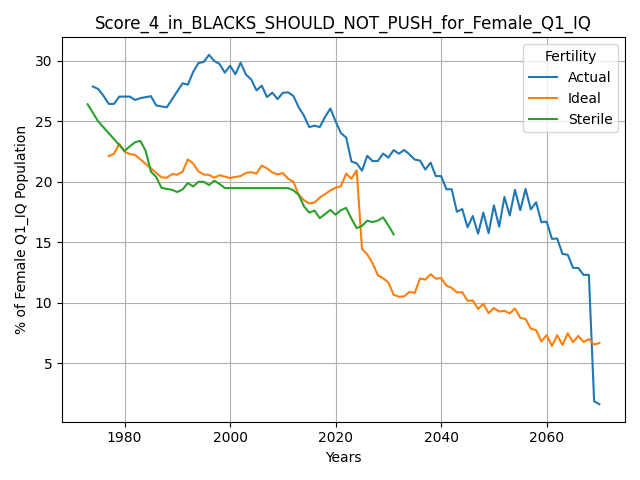 Score_4_in_BLACKS_SHOULD_NOT_PUSH_for_Female_Q1_IQ
Fertility
Actual
Ideal
Sterile
% of Female Q1_IQ Population
30
25
20
15
10
5
1980 2000 2020 2040 2060
Years